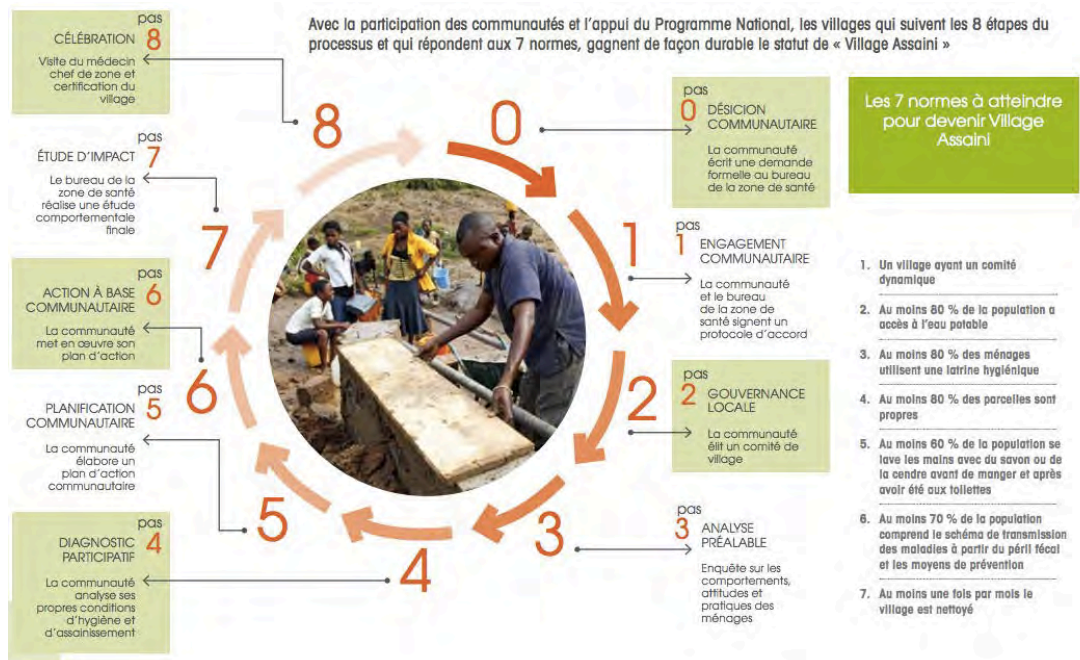 Avec la participation des communautés et l'appui du Programme National, les villages qui suivent les 8 étapes du
processus et qui répondent aux 7 normes, gagnent de façon durable le statut de « Village Assaini »
0
pas
0 DÉSICION
COMMUNAUTAIRE
La communauté
écrit une demande
formelle au bureau
de la zone de santé
1
pas
1 ENGAGEMENT
COMMUNAUTAIRE
La communauté
et le bureau
de la zone de
santé signent un
protocole d'accord
2
pas
2 GOUVERNANCE
LOCALE
La communauté
élit un comité de
village
3
pas
3 ANALYSE
PRÉALABLE
Enquête sur les
comportements,
attitudes et
pratiques des
ménages
4
pas
DIAGNOSTIC 4
PARTICIPATIF
La communauté
analyse ses
propres conditions
d'hygiène et
d'assainissement
5
pas
PLANIFICATION 5
COMMUNAUTAIRE
La communauté
élabore un
plan d'action
communautaire
6
pas
ACTION À BASE 6
COMMUNAUTAIRE
La communauté
met en œuvre son
plan d'action
7
pas
ÉTUDE D'IMPACT 7
Le bureau de la
zone de santé
réalise une étude
comportementale
finale
8
pas
CÉLÉBRATION 8
Visite du médecin
chef de zone et
certification du
village
Les 7 normes à atteindre
pour devenir Village
Assaini
1. Un village ayant un comité
dynamique
2. Au moins 80 % de la population a
accès à l'eau potable
3. Au moins 80 % des ménages
utilisent une latrine hygiénique
4. Au moins 80 % des parcelles sont
propres
5. Au moins 60 % de la population se
lave les mains avec du savon ou de
la cendre avant de manger et après
avoir été aux toilettes
6. Au moins 70 % de la population
comprend le schéma de transmission
des maladies à partir du péril fécal
et les moyens de prévention
7. Au moins une fois par mois le
village est nettoyé